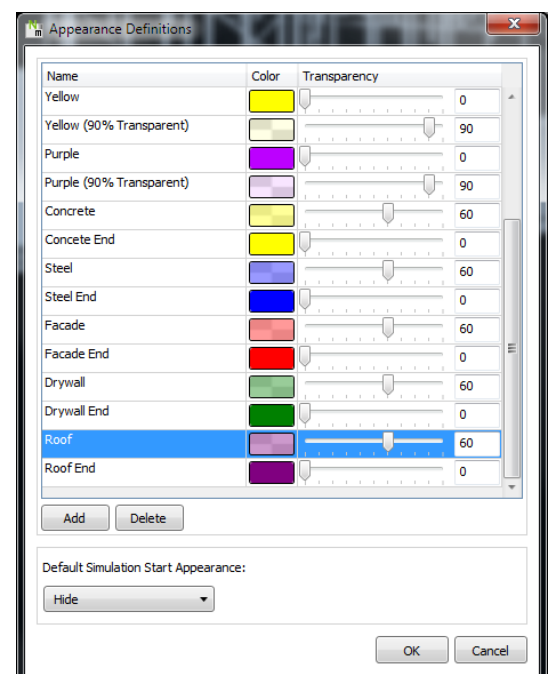 Appearance Definitions
Name Color Transparency
Yellow 0
Yellow (90% Transparent) 90
Purple 0
Purple (90% Transparent) 90
Concrete 60
Concete End 0
Steel 60
Steel End 0
Facade 60
Facade End 0
Drywall 60
Drywall End 0
Roof 60
Roof End 0
Add Delete
Default Simulation Start Appearance:
Hide
OK Cancel